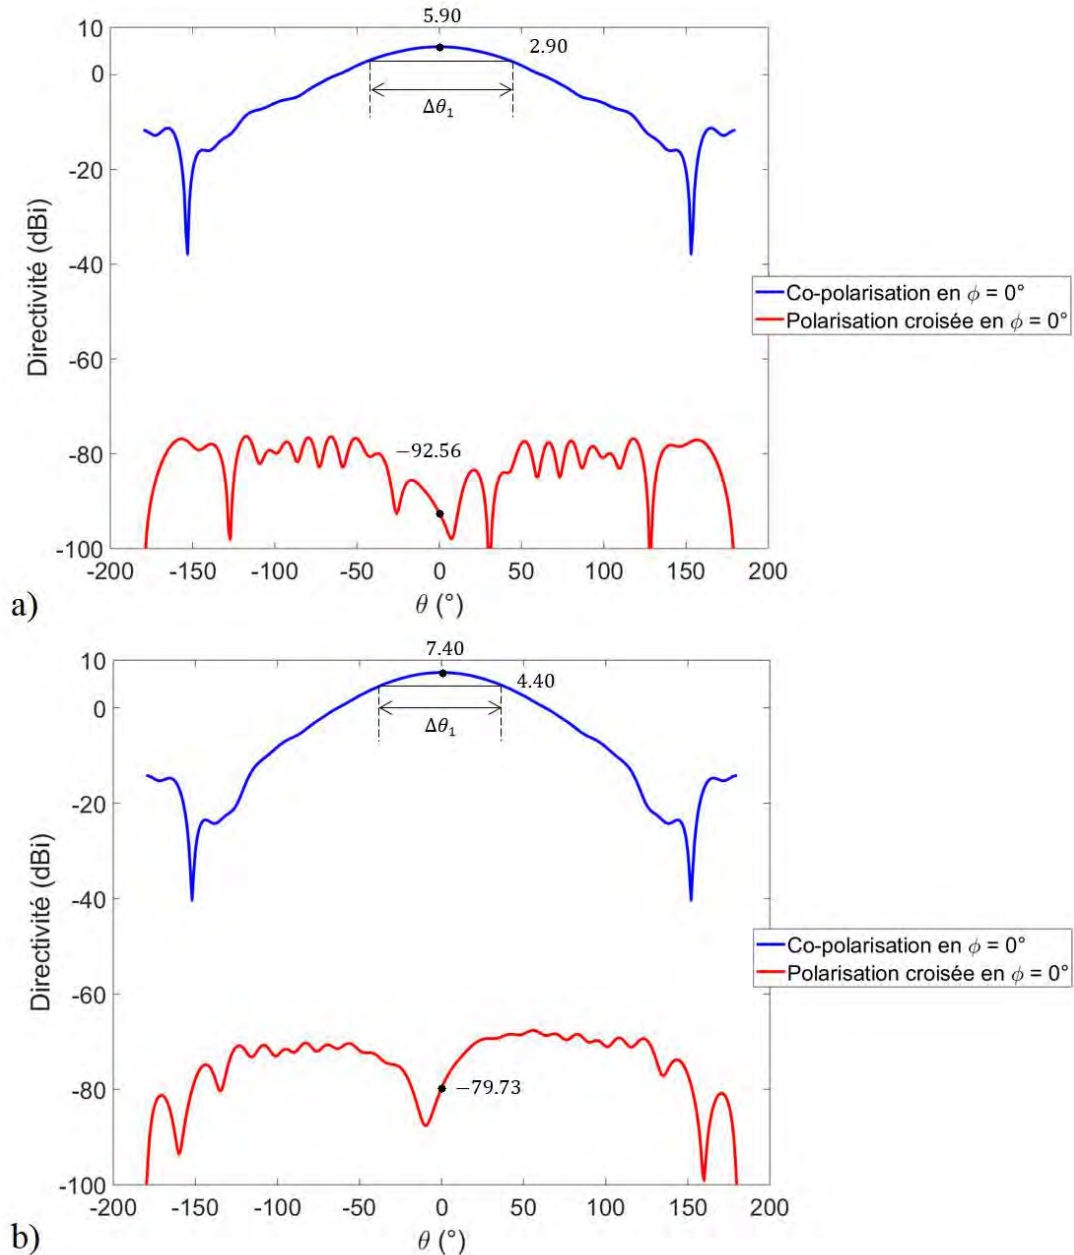 5.90
10
2.90
0
Δθ₁
-20
-40
-60
-80
-100
Directivité (dBi)
−92.56
-200 -150 -100 -50 0 50 100 150 200
θ (°)
Co-polarisation en ϕ = 0°
Polarisation croisée en ϕ = 0°
a)
7.40
10
4.40
0
Δθ₁
-20
-40
-60
-80
-100
Directivité (dBi)
−79.73
-200 -150 -100 -50 0 50 100 150 200
θ (°)
Co-polarisation en ϕ = 0°
Polarisation croisée en ϕ = 0°
b)